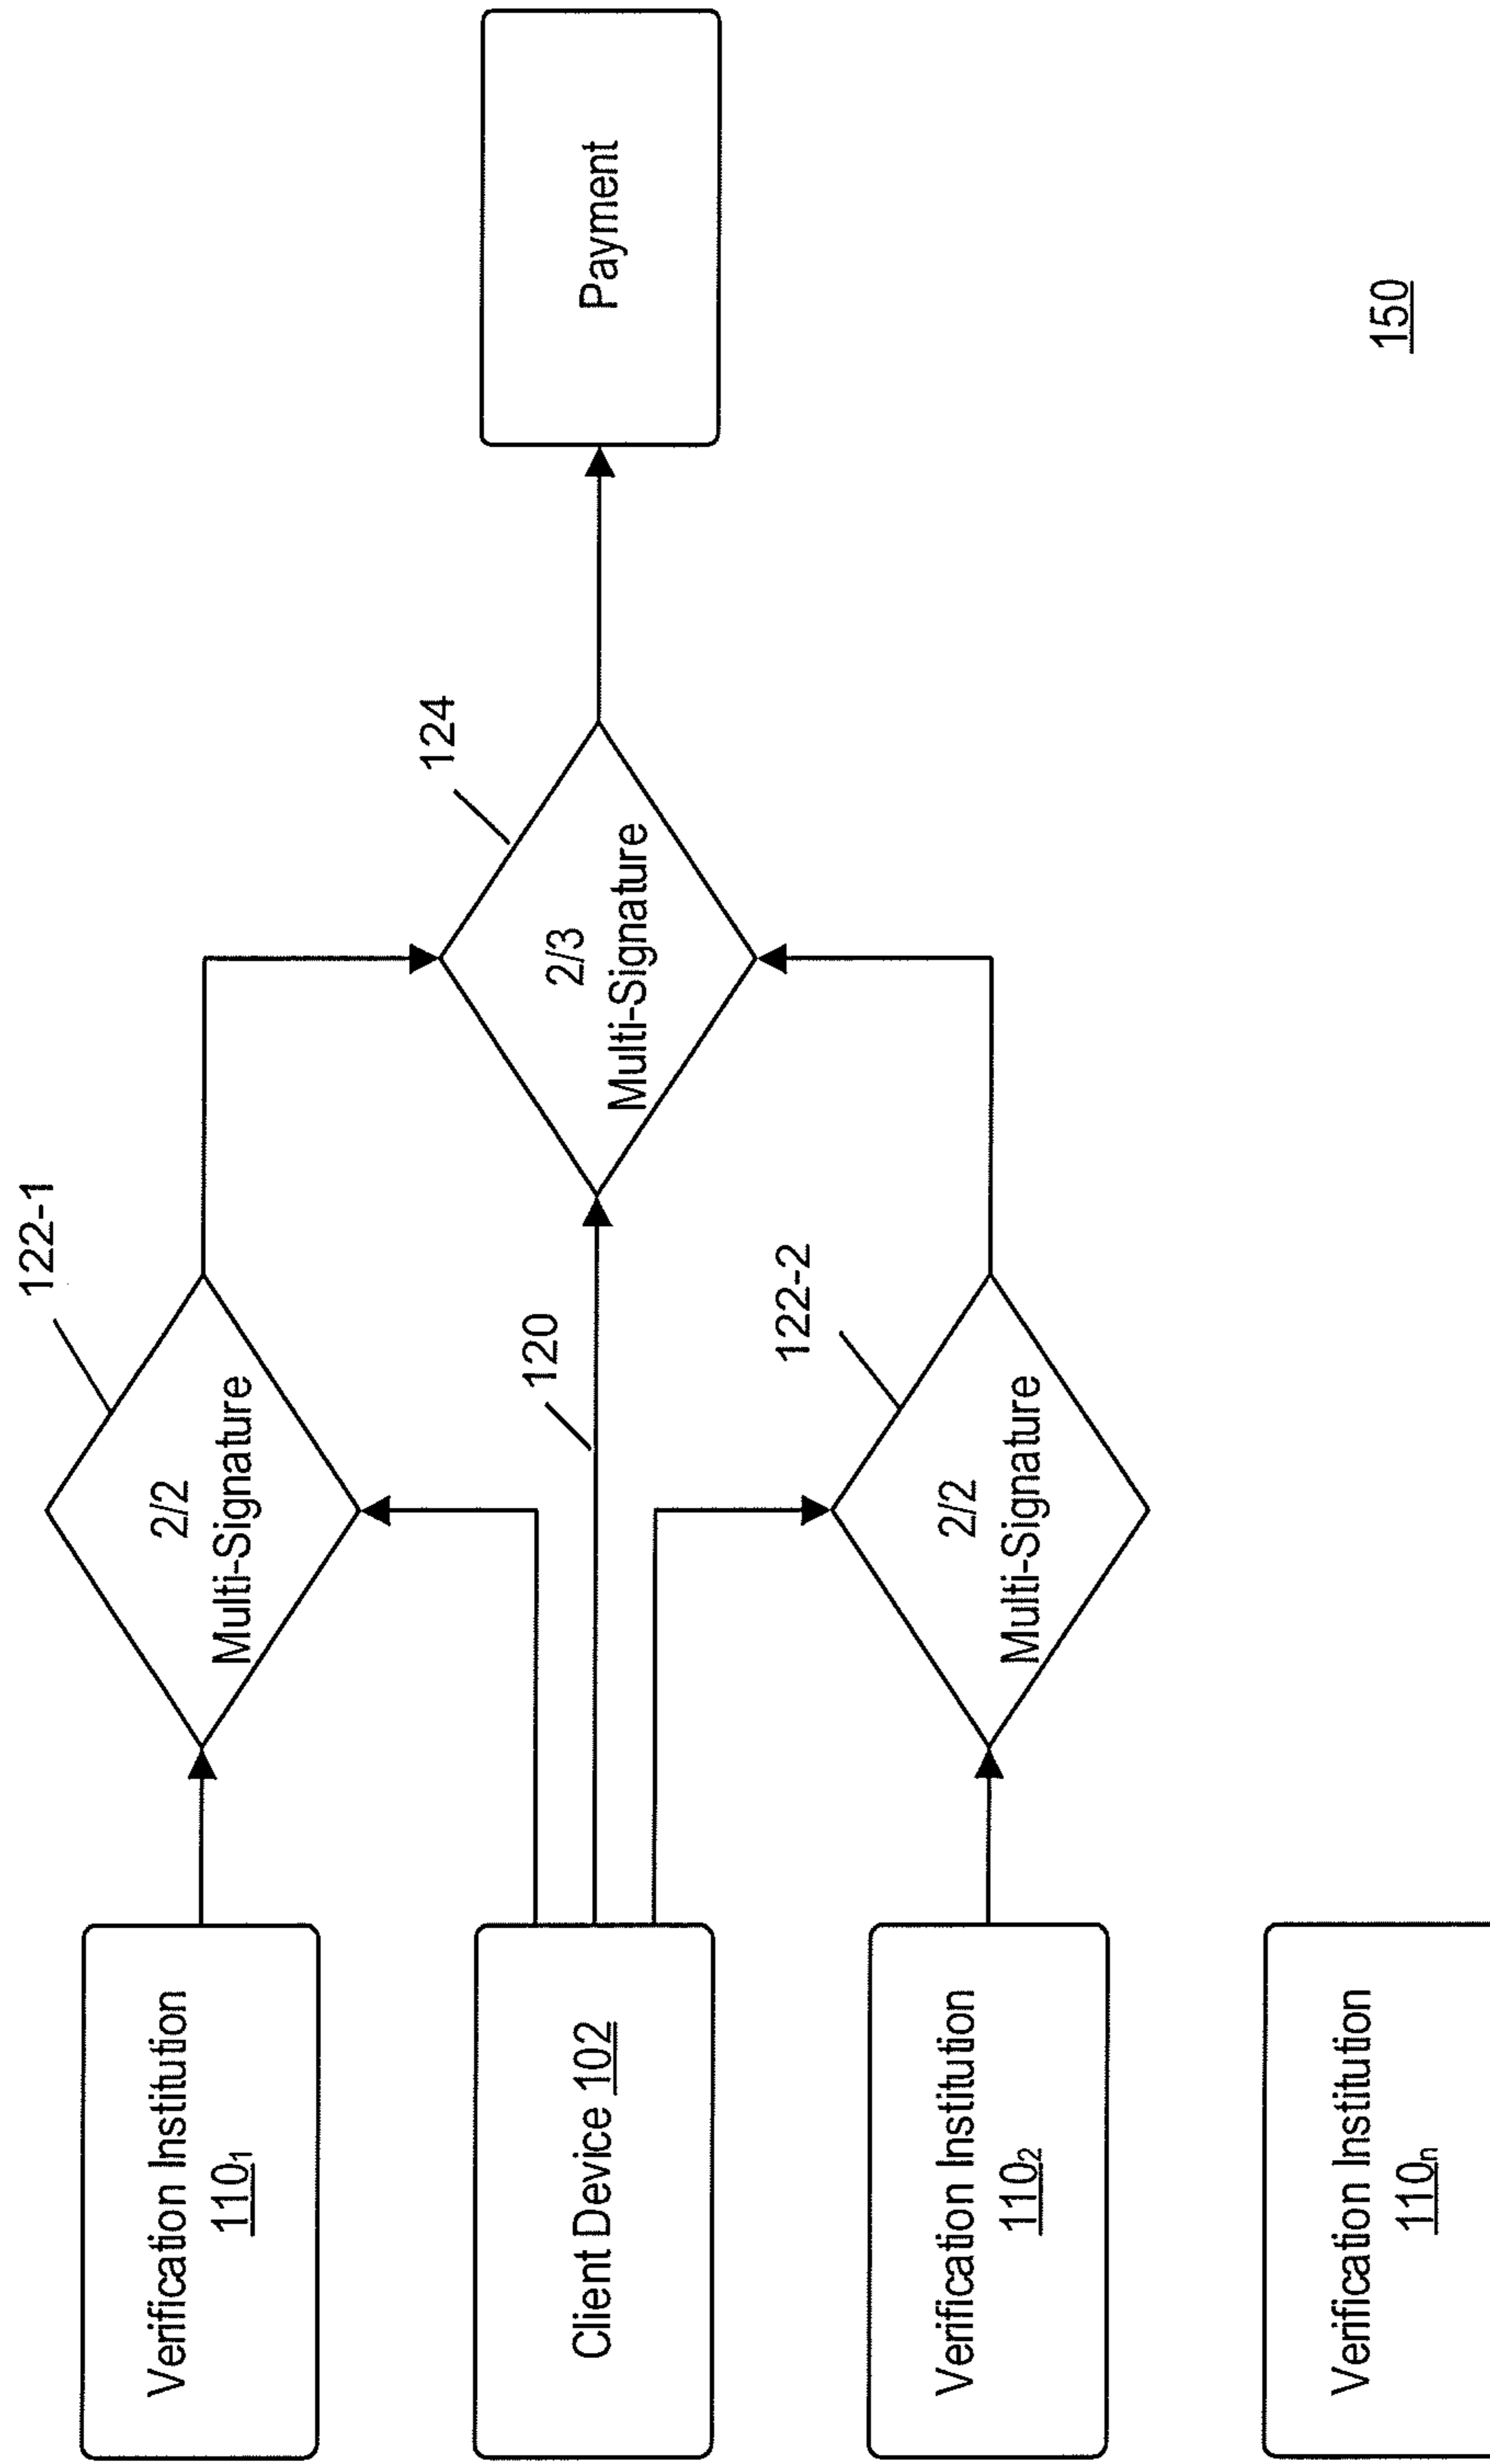 Verification Institution
110₁
122-1
2/2
Multi-Signature
Client Device 102
120
2/3
Multi-Signature
124
Payment
Verification Institution
110₂
122-2
2/2
Multi-Signature
Verification Institution
110ₙ
150